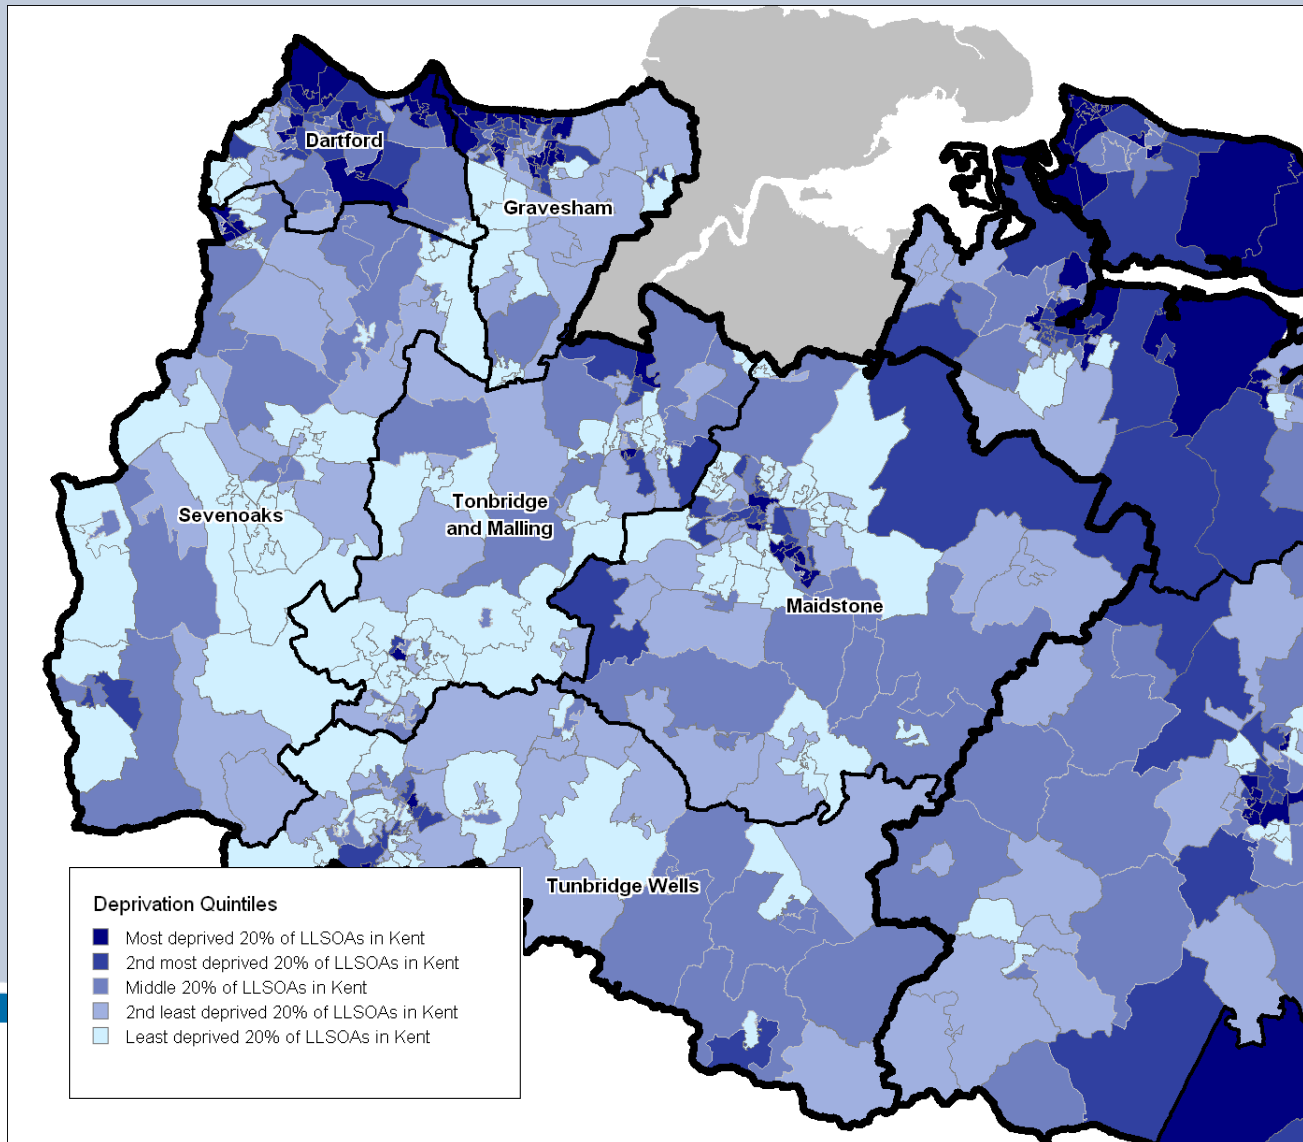 Dartford
Gravesham
Sevenoaks
Tonbridge
and Malling
Maidstone
Tunbridge Wells
Deprivation Quintiles
Most deprived 20% of LLSOAs in Kent
2nd most deprived 20% of LLSOAs in Kent
Middle 20% of LLSOAs in Kent
2nd least deprived 20% of LLSOAs in Kent
Least deprived 20% of LLSOAs in Kent